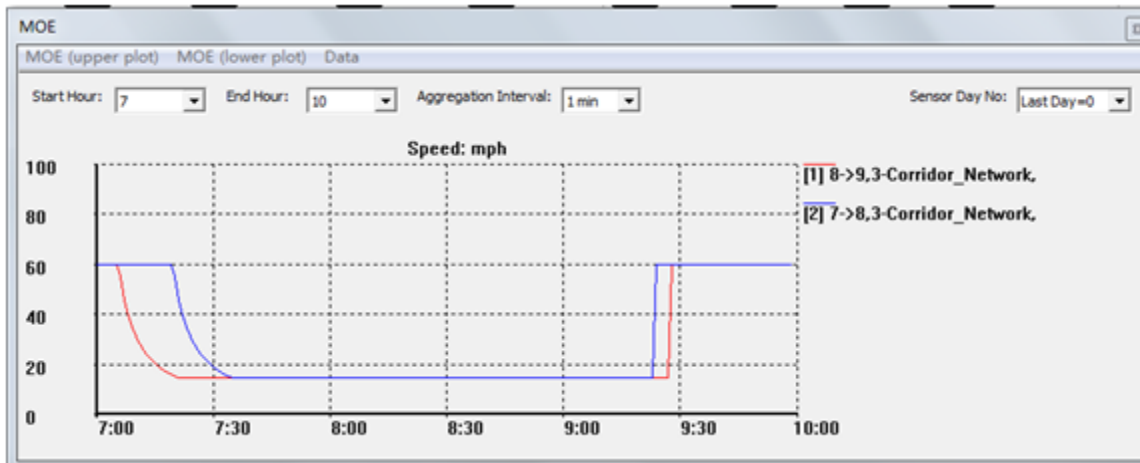 MOE
MOE (upper plot) MOE (lower plot) Data
Start Hour: 7 End Hour: 10 Aggregation Interval: 1 min Sensor Day No: Last Day=0
Speed: mph
100
80
60
40
20
0
7:00 7:30 8:00 8:30 9:00 9:30 10:00
[1] 8->9,3-Corridor_Network,
[2] 7->8,3-Corridor_Network,